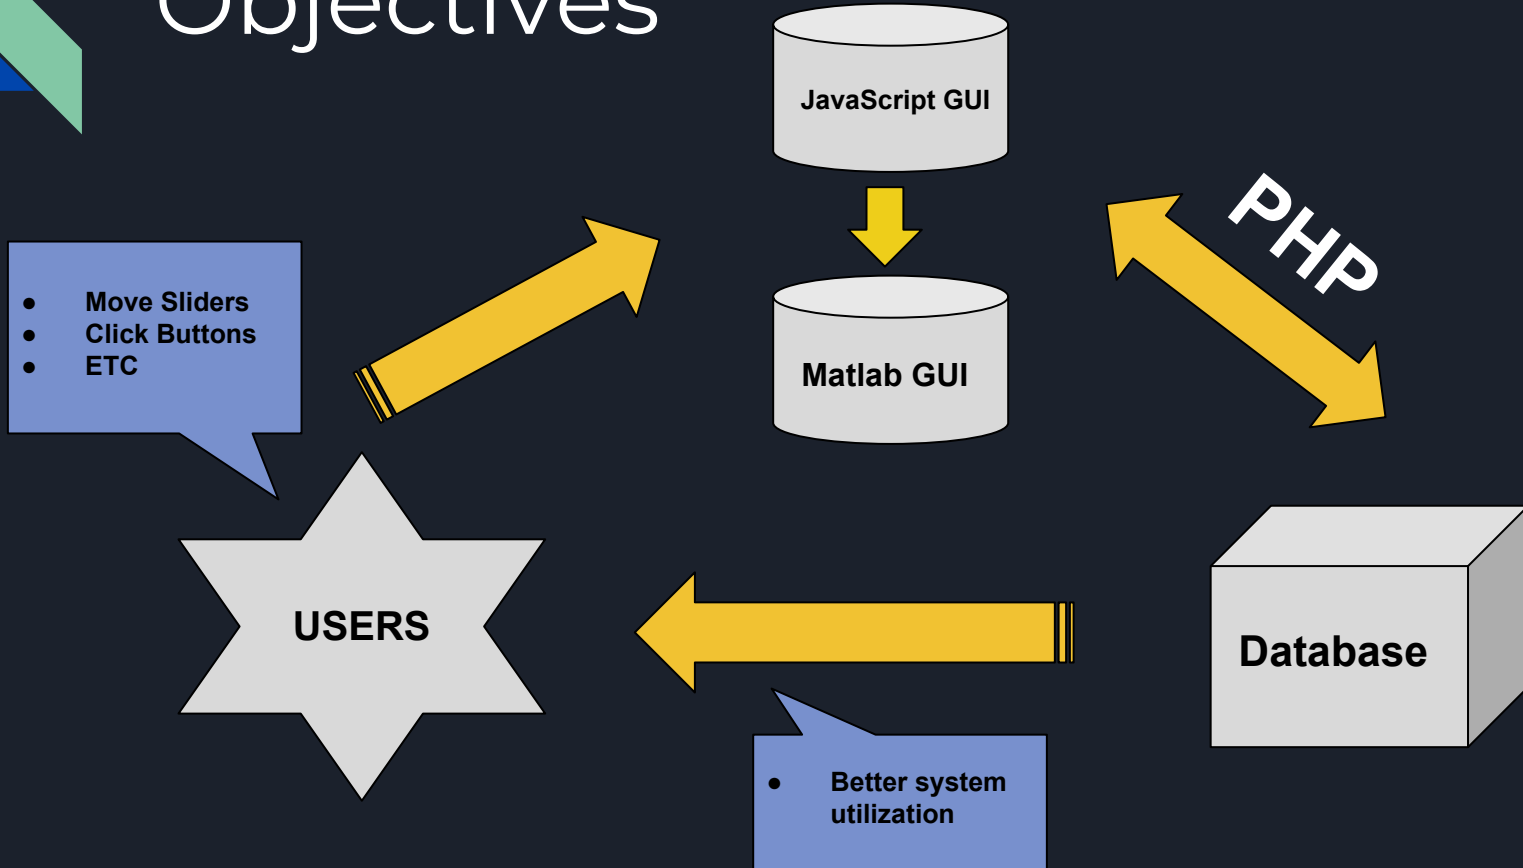 Objectives
JavaScript GUI
PHP
● Move Sliders
● Click Buttons
● ETC
Matlab GUI
USERS
Database
● Better system
utilization